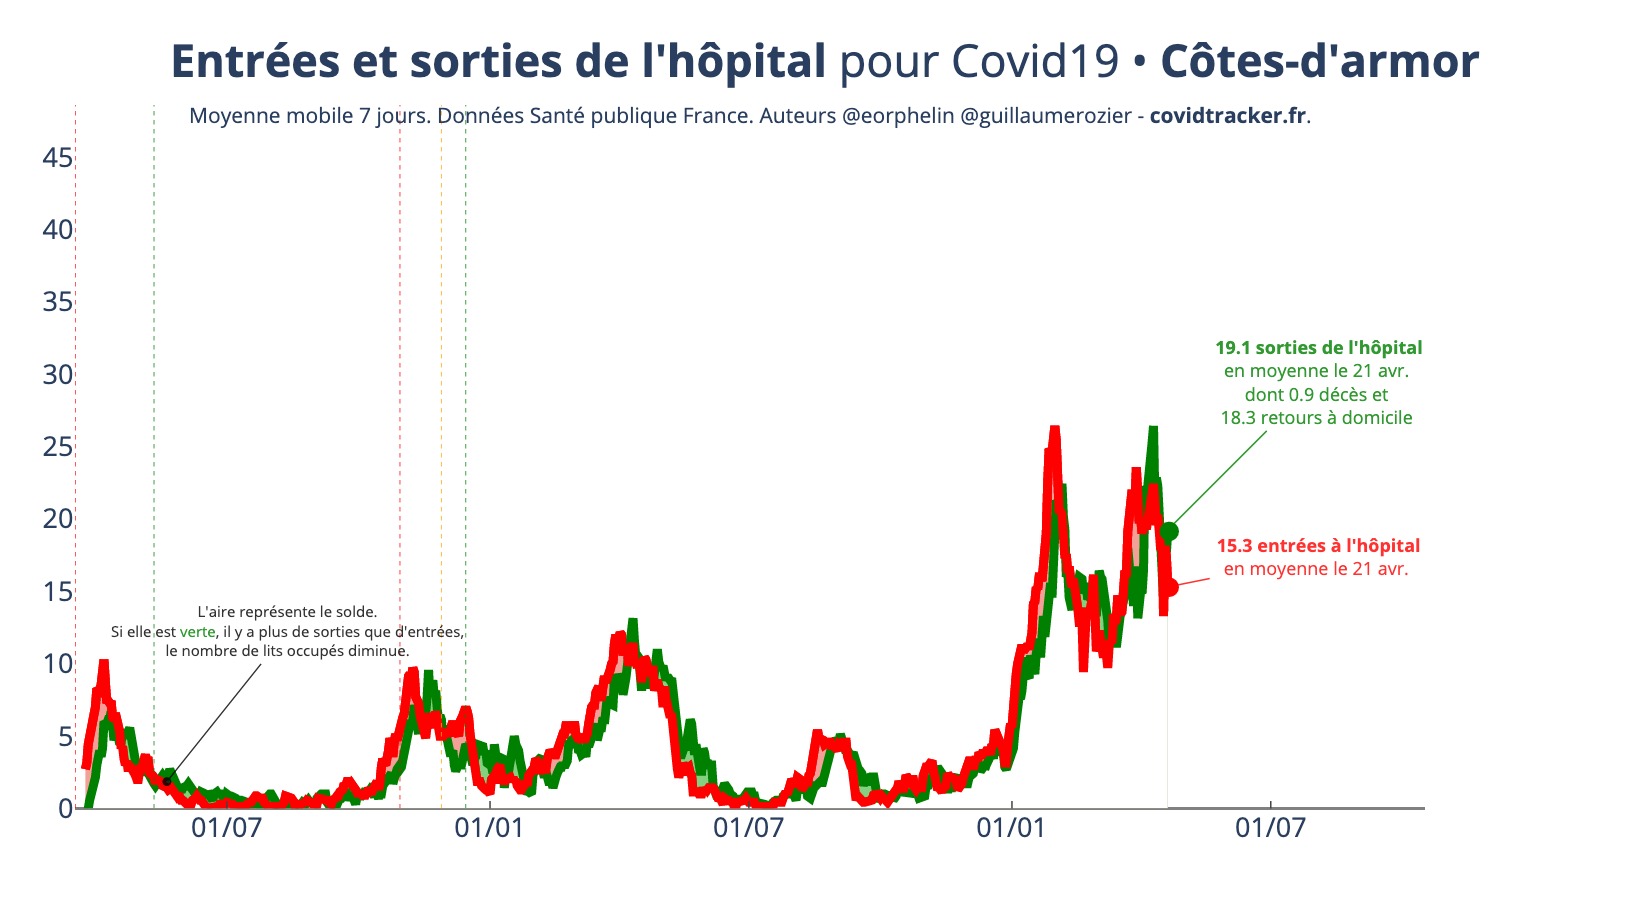 Entrées et sorties de l'hôpital pour Covid19 • Côtes-d'armor
Moyenne mobile 7 jours. Données Santé publique France. Auteurs @eorphelin @guillaumerozier - covidtracker.fr.
45
40
35
30
25
20
15
10
5
0
19.1 sorties de l'hôpital
en moyenne le 21 avr.
dont 0.9 décès et
18.3 retours à domicile
15.3 entrées à l'hôpital
en moyenne le 21 avr.
L'aire représente le solde.
Si elle est verte, il y a plus de sorties que d'entrées,
le nombre de lits occupés diminue.
01/07
01/01
01/07
01/01
01/07